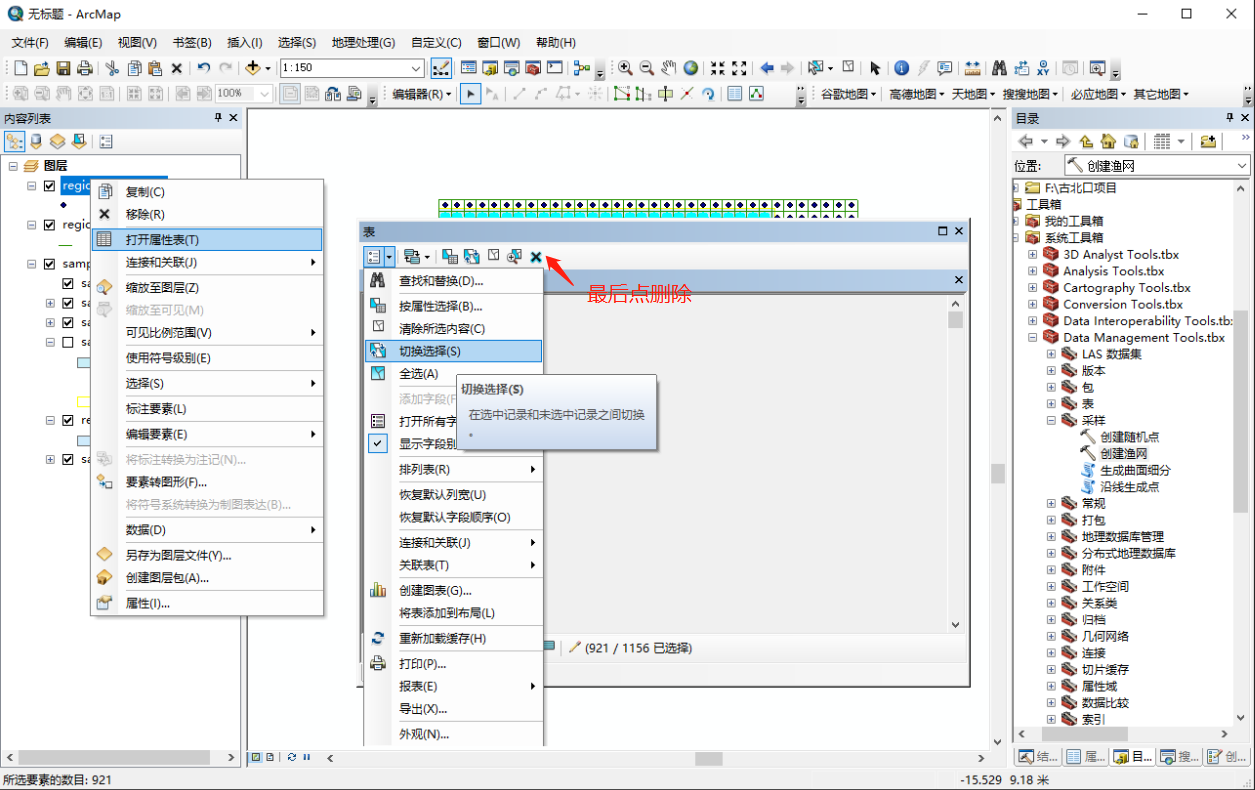 无标题 - ArcMap
文件(F) 编辑(E) 视图(V) 书签(B) 插入(I) 选择(S) 地理处理(G) 自定义(C) 窗口(W) 帮助(H)
1:150
100%
编辑器(R)
谷歌地图 高德地图 天地图 搜搜地图 必应地图 其它地图
内容列表
图层
regio
regio
samp
sa
sa
sa
sa
re
sa
复制(C)
移除(R)
打开属性表(T)
连接和关联(J)
缩放至图层(Z)
缩放至可见(M)
可见比例范围(V)
使用符号级别(E)
选择(S)
标注要素(L)
编辑要素(E)
将标注转换为注记(N)...
要素转图形(F)...
将符号系统转换为制图表达(B)...
数据(D)
另存为图层文件(Y)...
创建图层包(A)...
属性(I)...
表
最后点删除
查找和替换(D)...
按属性选择(B)...
清除所选内容(C)
切换选择(S)
全选(A)
添加字段(F
打开所有字
显示字段别
排列表(R)
恢复默认列宽(U)
恢复默认字段顺序(O)
连接和关联(J)
关联表(T)
创建图表(G)...
将表添加到布局(L)
重新加载缓存(H)
打印(P)...
报表(E)
导出(X)...
外观(N)...
切换选择(S)
在选中记录和未选中记录之间切换
。
(921 / 1156 已选择)
目录
位置: 创建渔网
F:\古北口项目
工具箱
我的工具箱
系统工具箱
3D Analyst Tools.tbx
Analysis Tools.tbx
Cartography Tools.tbx
Conversion Tools.tbx
Data Interoperability Tools.tb
Data Management Tools.tbx
LAS 数据集
版本
包
表
采样
创建随机点
创建渔网
生成曲面细分
沿线生成点
常规
打包
地理数据库管理
分布式地理数据库
附件
工作空间
关系类
归档
几何网络
连接
切片缓存
属性域
数据比较
索引
结... 属... 目... 搜... 创...
所选要素的数目: 921
-15.529 9.18 米